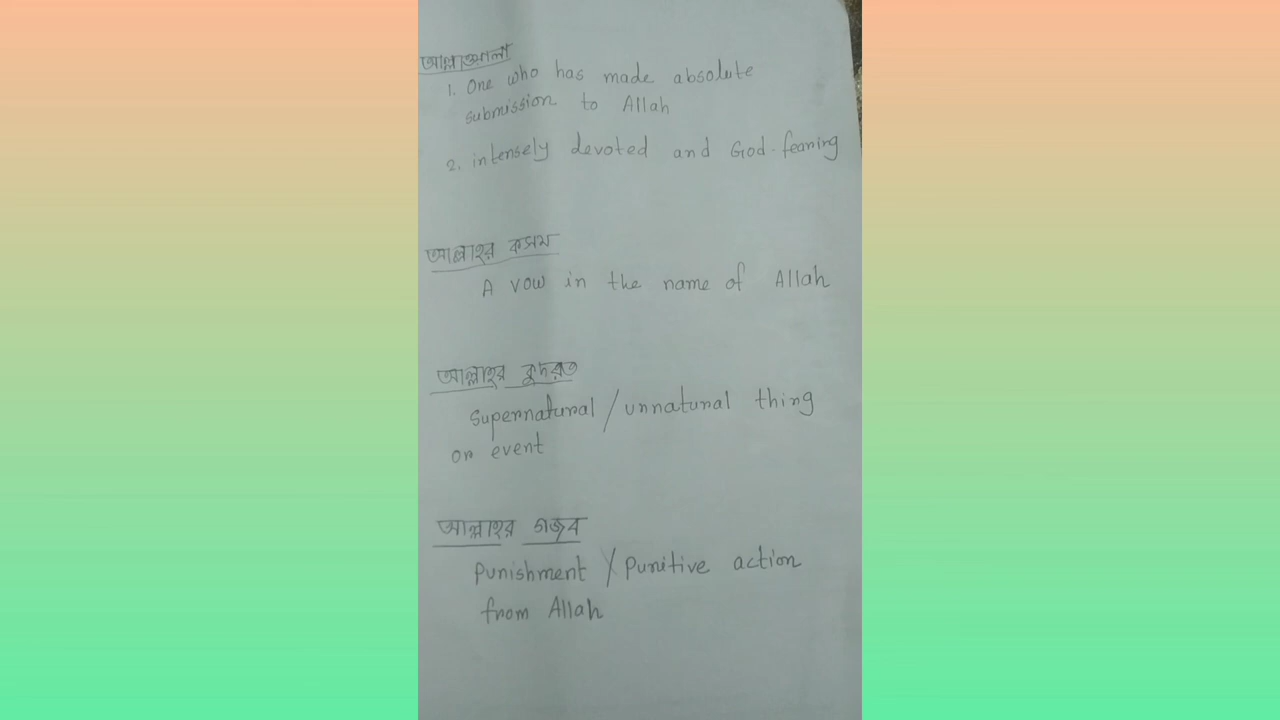 আল্লাওয়ালা
1. One who has made absolute
submission to Allah
2. intensely devoted and God-fearing
আল্লাহর কসম
A vow in the name of Allah
আল্লাহর কুদরত
Supernatural / unnatural thing
or event
আল্লাহর গজব
Punishment / Punitive action
from Allah